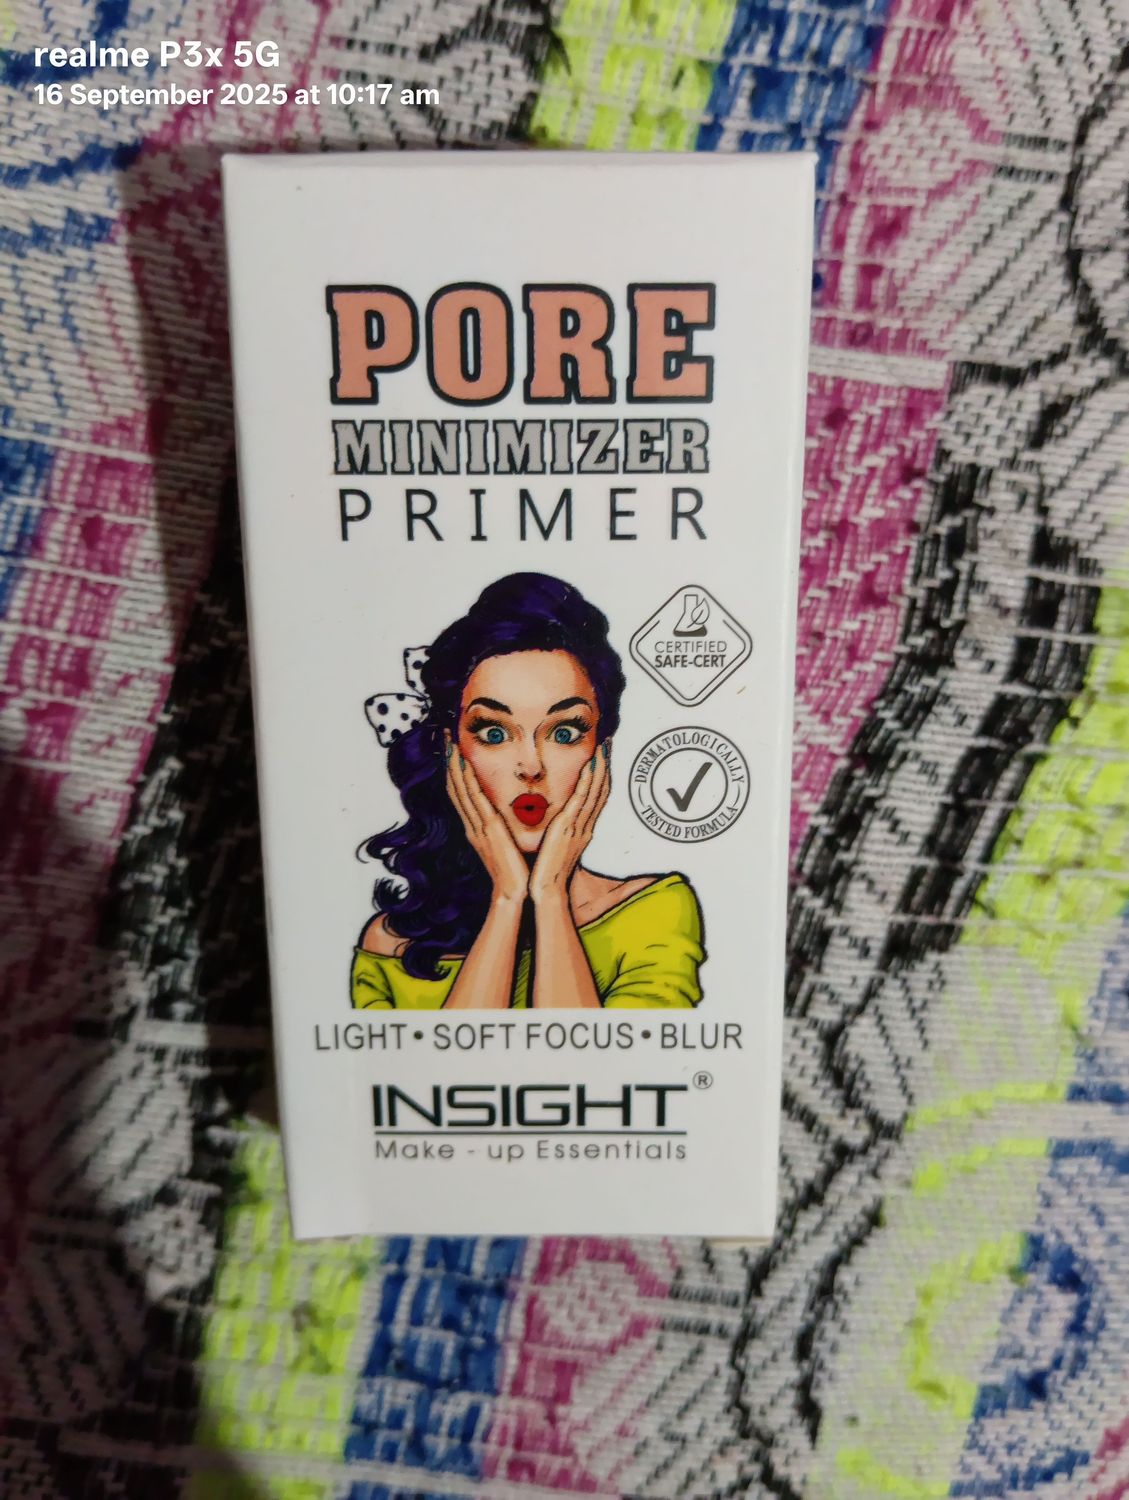 realme P3x 5G
16 September 2025 at 10:17 am
PORE
MINIMIZER
PRIMER
CERTIFIED
SAFE-CERT
DERMATOLOGICALLY
TESTED FORMULA
LIGHT • SOFT FOCUS • BLUR
INSIGHT®
Make - up Essentials